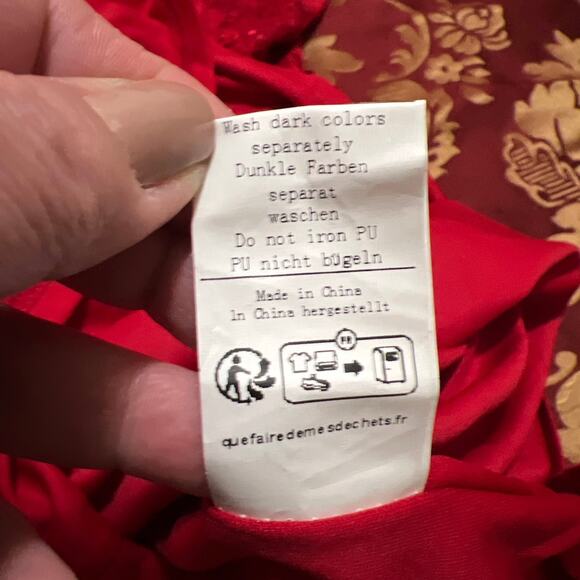 Wash dark colors
separately
Dunkle Farben
separat
waschen
Do not iron PU
PU nicht bügeln
Made in China
In China hergestellt
FR
quefairedemesdechets.fr